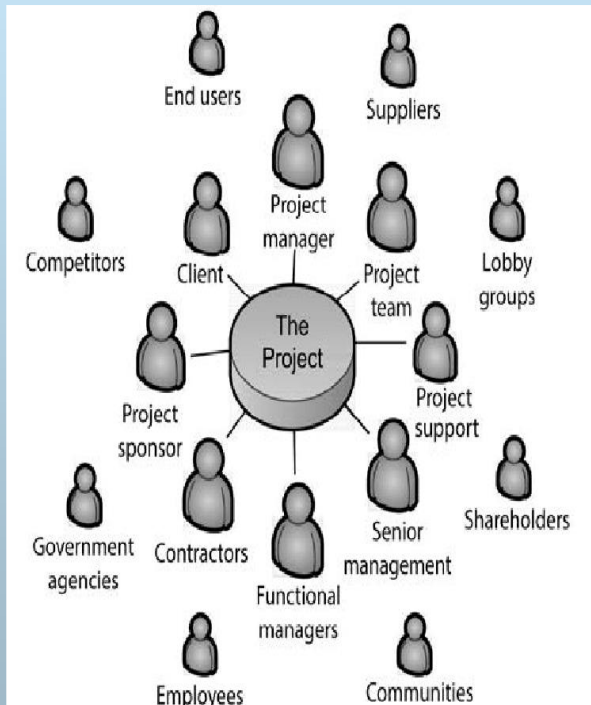 End users
Suppliers
Project
manager
Competitors
Client
Project
team
Lobby
groups
The
Project
Project
sponsor
Project
support
Government
agencies
Contractors
Functional
managers
Senior
management
Shareholders
Employees
Communities